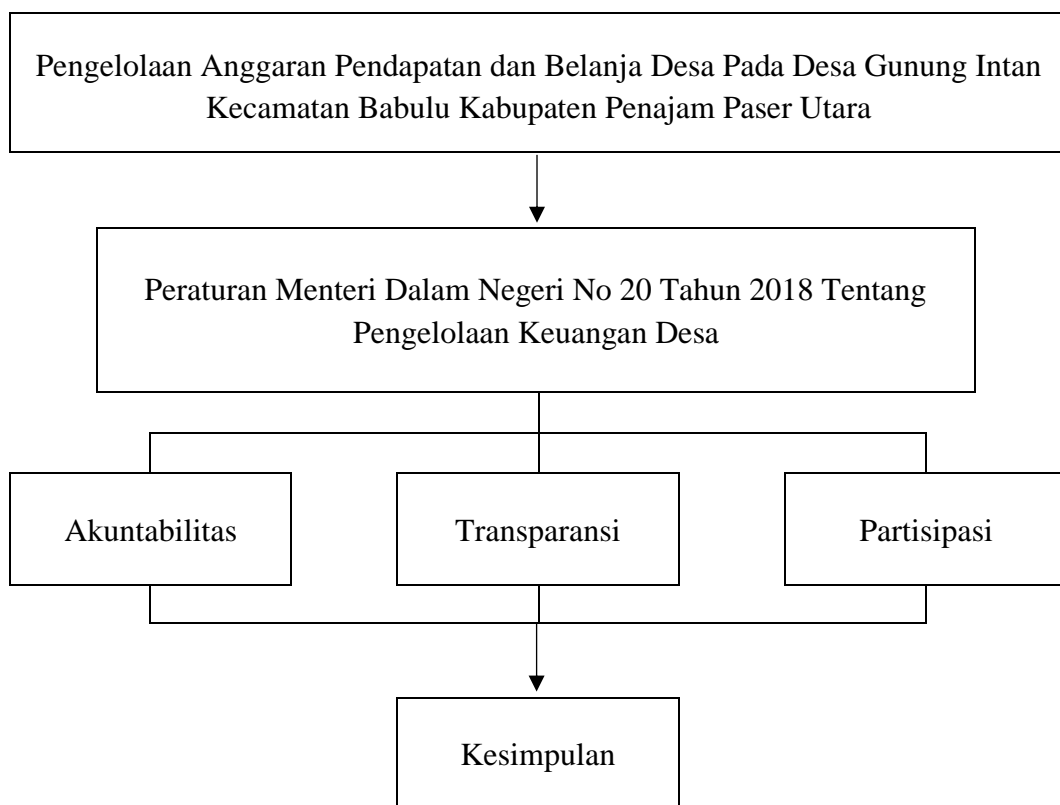 Pengelolaan Anggaran Pendapatan dan Belanja Desa Pada Desa Gunung Intan
Kecamatan Babulu Kabupaten Penajam Paser Utara
Peraturan Menteri Dalam Negeri No 20 Tahun 2018 Tentang
Pengelolaan Keuangan Desa
Akuntabilitas
Transparansi
Partisipasi
Kesimpulan